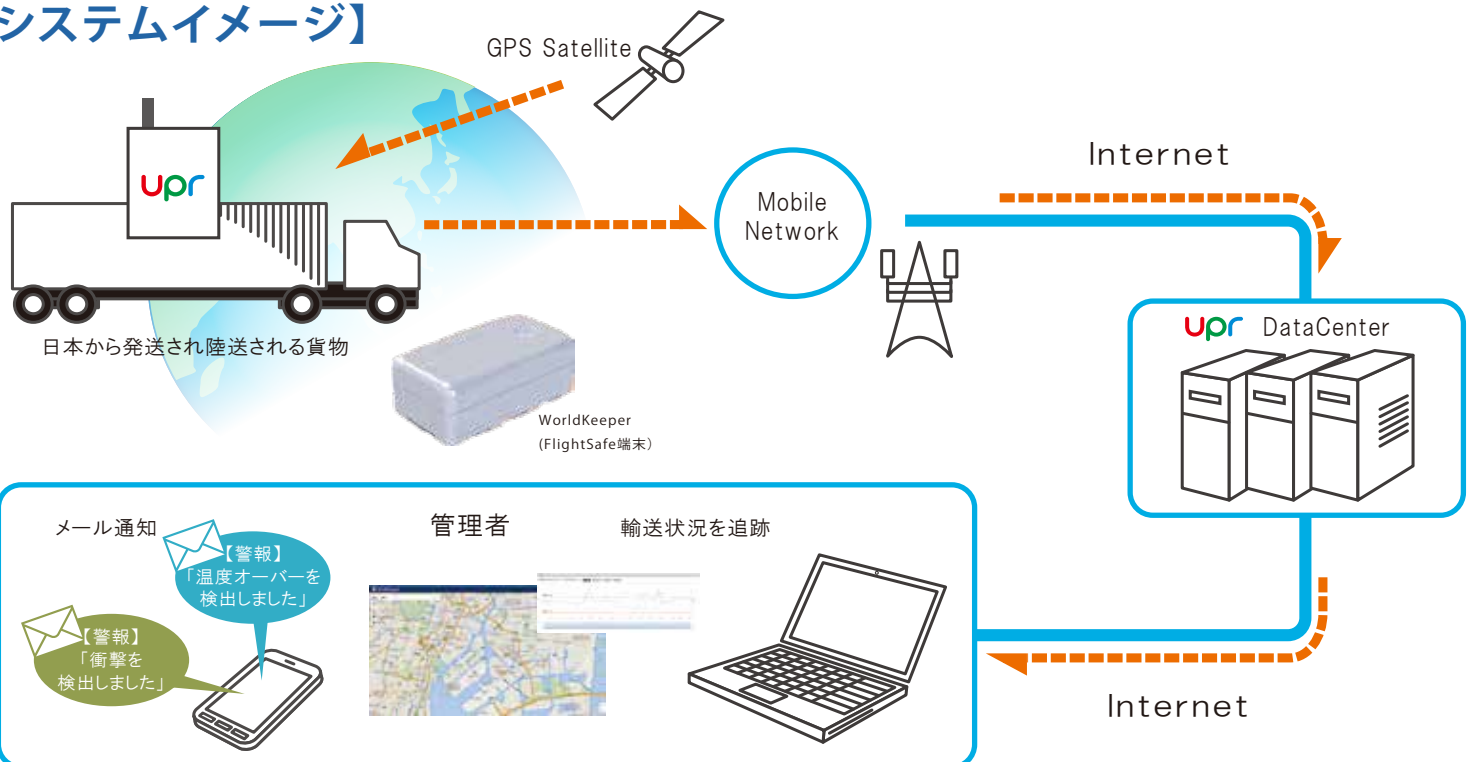 システムイメージ】
GPS Satellite
upr
Internet
Mobile
Network
日本から発送され陸送される貨物
upr DataCenter
WorldKeeper
(FlightSafe端末)
メール通知
管理者
輸送状況を追跡
【警報】
「温度オーバーを
検出しました」
【警報】
「衝撃を
検出しました」
Internet